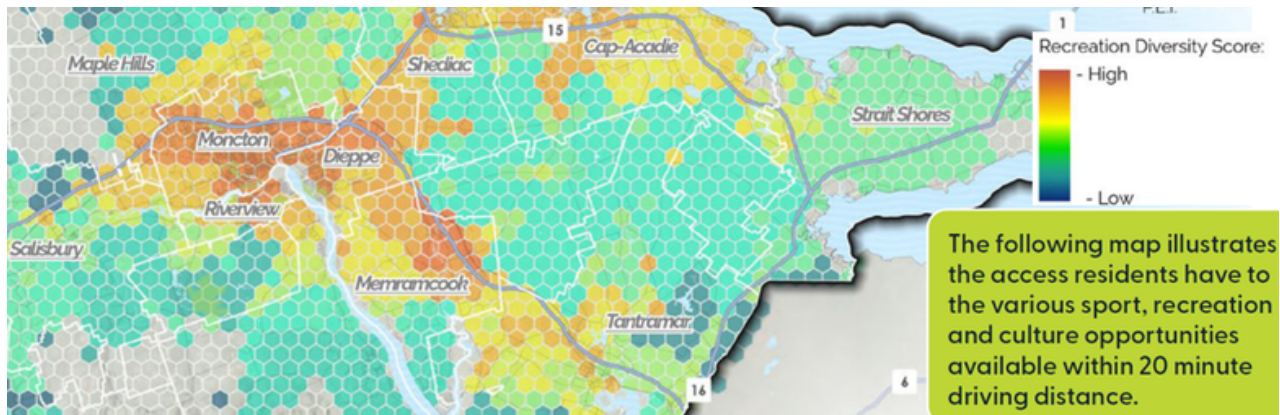 P.E.I.
1
15
Cap-Acadie
Recreation Diversity Score:
Maple Hills
Shediac
- High
Strait Shores
Moncton
Dieppe
- Low
Riverview
Salisbury
Memramcook
Tantramar
16
6
The following map illustrates
the access residents have to
the various sport, recreation
and culture opportunities
available within 20 minute
driving distance.